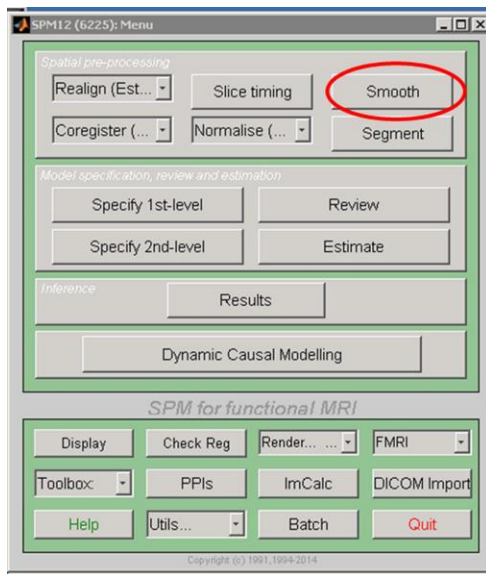 SPM12 (6225): Menu
Spatial pre-processing
Realign (Est... Slice timing Smooth
Coregister (... Normalise (... Segment
Model specification, review and estimation
Specify 1st-level Review
Specify 2nd-level Estimate
Inference
Results
Dynamic Causal Modelling
SPM for functional MRI
Display Check Reg Render... ... FMRI
Toolbox: PPIs ImCalc DICOM Import
Help Utils... Batch Quit
Copyright (c) 1991,1994-2014